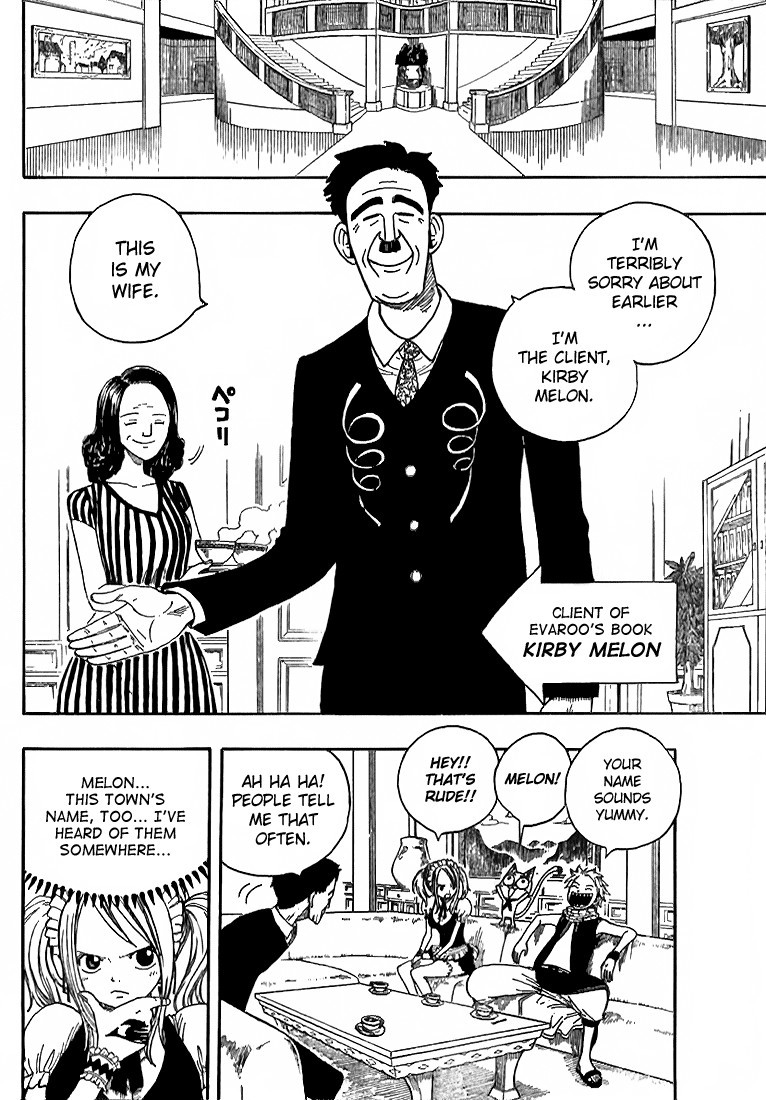 I'M
TERRIBLY
SORRY ABOUT
EARLIER
...
I'M
THE CLIENT,
KIRBY
MELON.
THIS
IS MY
WIFE.
ペコリ
CLIENT OF
EVAROO'S BOOK
KIRBY MELON
YOUR
NAME
SOUNDS
YUMMY.
MELON!
HEY!!
THAT'S
RUDE!!
AH HA HA!
PEOPLE TELL
ME THAT
OFTEN.
MELON...
THIS TOWN'S
NAME, TOO... I'VE
HEARD OF THEM
SOMEWHERE...